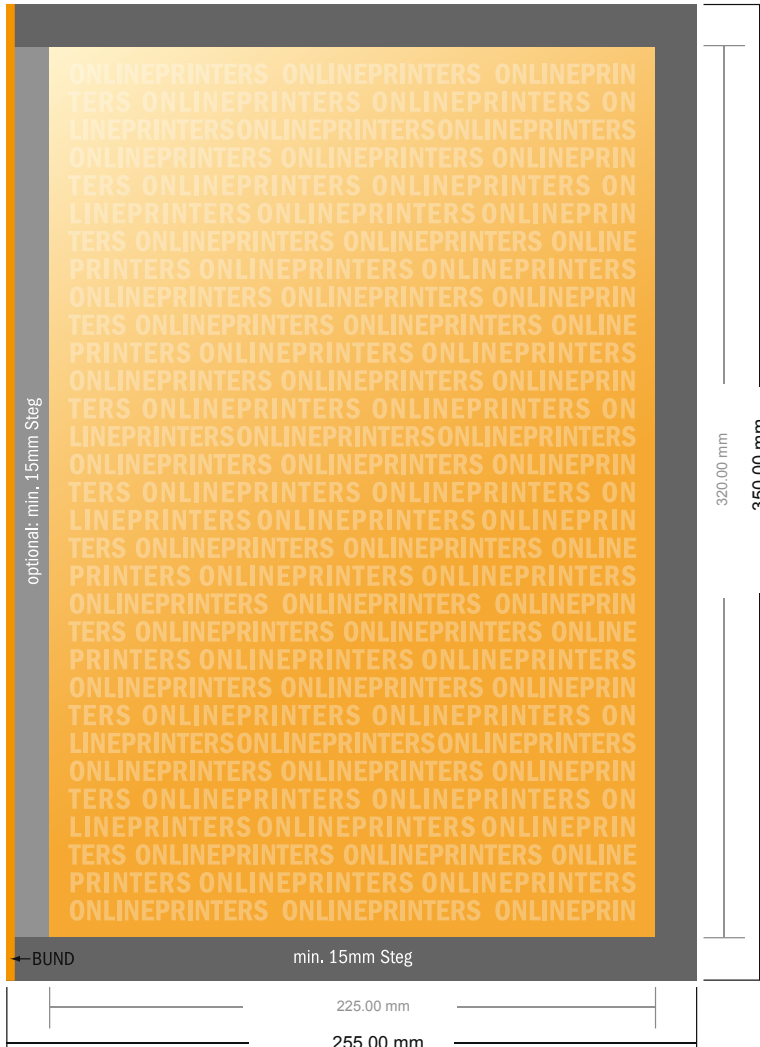 ONLINEPRINTERS ONLINEPRINTERS ONLINEPRIN
TERS ONLINEPRINTERS ONLINEPRINTERS ON
LINEPRINTERSONLINEPRINTERSONLINEPRINTERS
ONLINEPRINTERS ONLINEPRINTERS ONLINEPRIN
TERS ONLINEPRINTERS ONLINEPRINTERS ON
LINEPRINTERS ONLINEPRINTERS ONLINEPRIN
TERS ONLINEPRINTERS ONLINEPRINTERS ONLINE
PRINTERS ONLINEPRINTERS ONLINEPRINTERS
ONLINEPRINTERS ONLINEPRINTERS ONLINEPRIN
TERS ONLINEPRINTERS ONLINEPRINTERS ONLINE
PRINTERS ONLINEPRINTERS ONLINEPRINTERS
ONLINEPRINTERS ONLINEPRINTERS ONLINEPRIN
TERS ONLINEPRINTERS ONLINEPRINTERS ON
LINEPRINTERSONLINEPRINTERSONLINEPRINTERS
ONLINEPRINTERS ONLINEPRINTERS ONLINEPRIN
TERS ONLINEPRINTERS ONLINEPRINTERS ON
LINEPRINTERS ONLINEPRINTERS ONLINEPRIN
TERS ONLINEPRINTERS ONLINEPRINTERS ONLINE
PRINTERS ONLINEPRINTERS ONLINEPRINTERS
ONLINEPRINTERS ONLINEPRINTERS ONLINEPRIN
TERS ONLINEPRINTERS ONLINEPRINTERS ONLINE
PRINTERS ONLINEPRINTERS ONLINEPRINTERS
ONLINEPRINTERS ONLINEPRINTERS ONLINEPRIN
TERS ONLINEPRINTERS ONLINEPRINTERS ON
LINEPRINTERSONLINEPRINTERSONLINEPRINTERS
ONLINEPRINTERS ONLINEPRINTERS ONLINEPRIN
TERS ONLINEPRINTERS ONLINEPRINTERS ON
LINEPRINTERS ONLINEPRINTERS ONLINEPRIN
TERS ONLINEPRINTERS ONLINEPRINTERS ONLINE
PRINTERS ONLINEPRINTERS ONLINEPRINTERS
ONLINEPRINTERS ONLINEPRINTERS ONLINEPRIN
optional: min. 15mm Steg
320.00 mm
350.00 mm
BUND
min. 15mm Steg
225.00 mm
255.00 mm